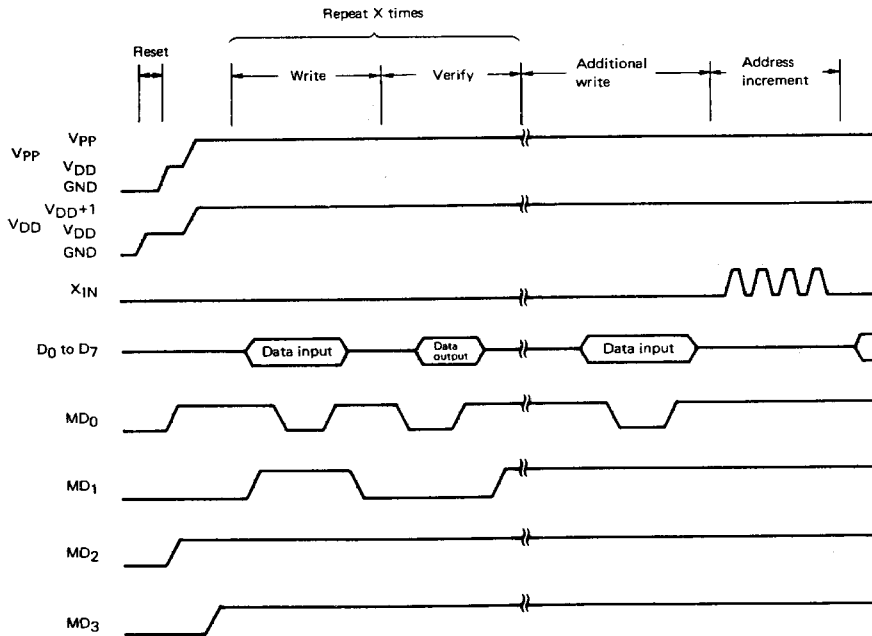 Repeat X times
Reset
Write
Verify
Additional write
Address increment
VPP
VPP
VDD
GND
VDD
VDD+1
VDD
GND
XIN
D0 to D7
Data input
Data output
Data input
MD0
MD1
MD2
MD3